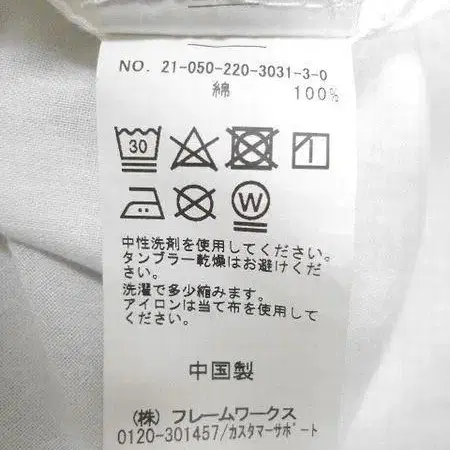 NO. 21-050-220-3031-3-0
綿 100%
30
W
中性洗剤を使用してください。
タンブラー乾燥はお避けくだ
さい。
洗濯で多少縮みます。
アイロンは当て布を使用して
ください。
中国製
(株) フレームワークス
0120-301457/カスタマーサポート